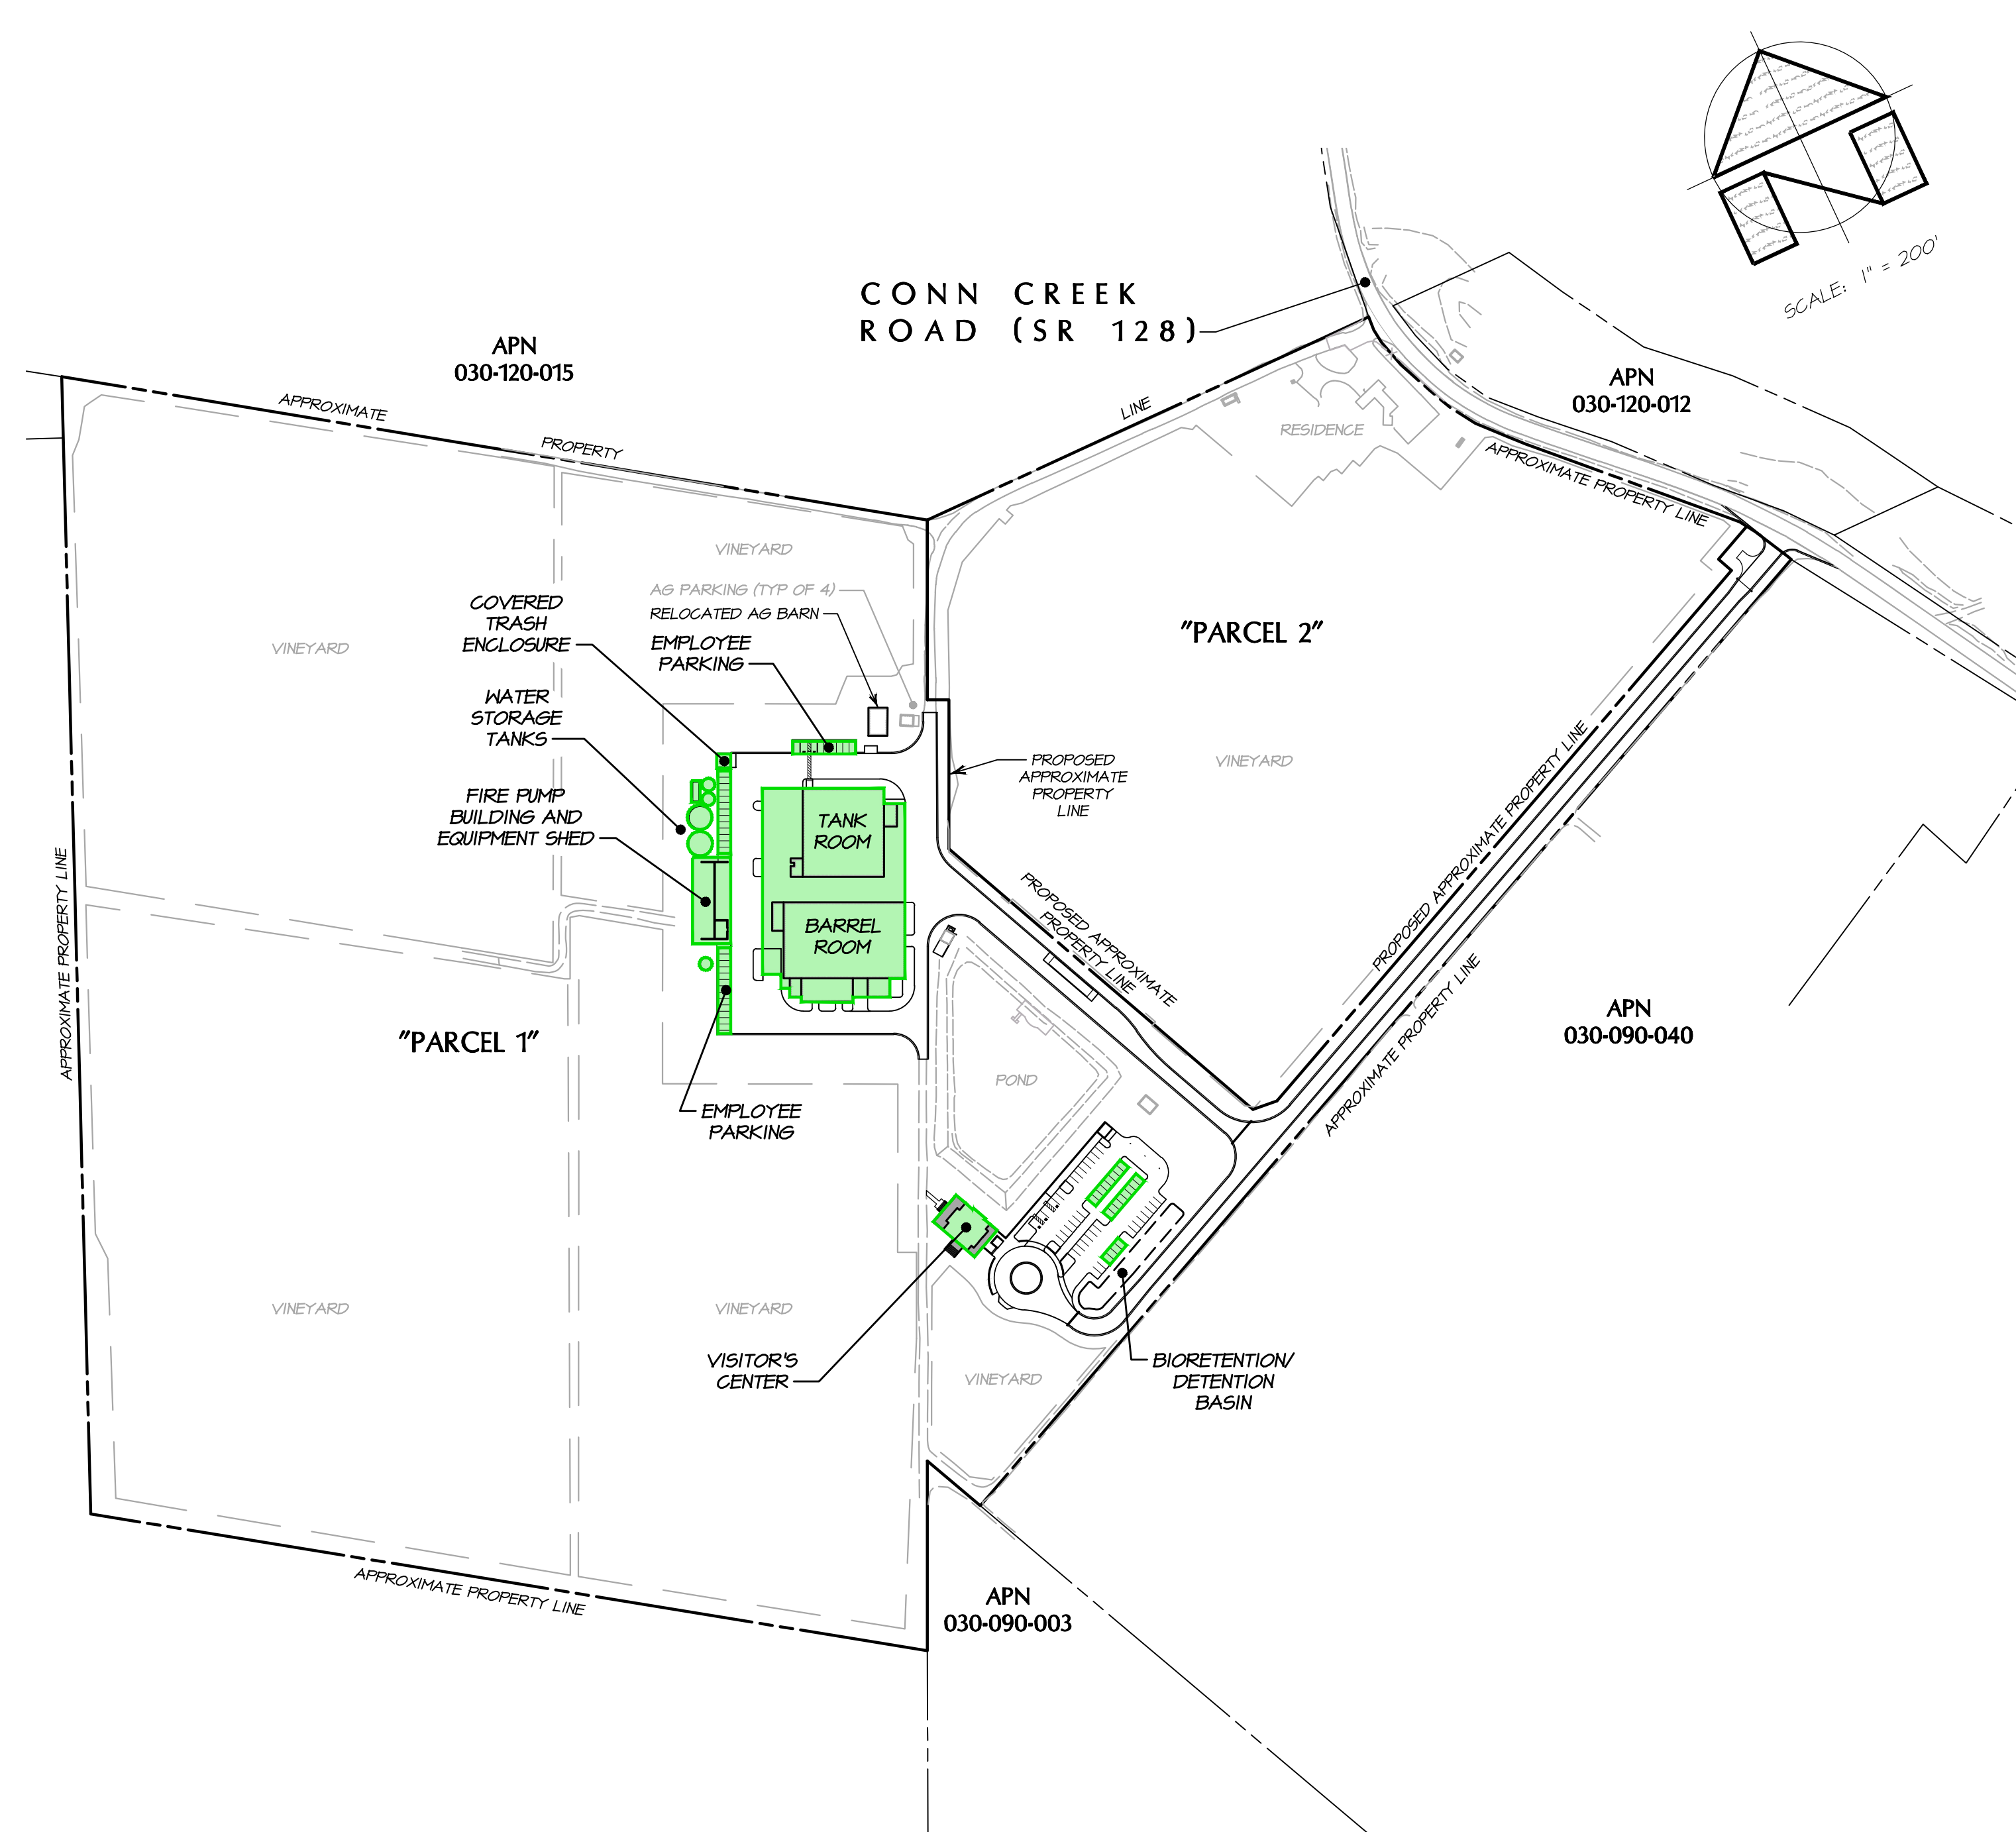 SCALE: 1" = 200'
CONN CREEK
ROAD (SR 128)
APN
030-120-015
APN
030-120-012
APPROXIMATE
PROPERTY
LINE
RESIDENCE
APPROXIMATE PROPERTY LINE
VINEYARD
AG PARKING (TYP OF 4)
RELOCATED AG BARN
COVERED
TRASH
ENCLOSURE
EMPLOYEE
PARKING
"PARCEL 2"
VINEYARD
WATER
STORAGE
TANKS
PROPOSED
APPROXIMATE
PROPERTY
LINE
VINEYARD
FIRE PUMP
BUILDING AND
EQUIPMENT SHED
TANK
ROOM
PROPOSED APPROXIMATE PROPERTY LINE
PROPOSED APPROXIMATE
PROPERTY LINE
BARREL
ROOM
APPROXIMATE PROPERTY LINE
APPROXIMATE PROPERTY LINE
APN
030-090-040
"PARCEL 1"
POND
EMPLOYEE
PARKING
VINEYARD
VINEYARD
VISITOR'S
CENTER
VINEYARD
BIORETENTION/
DETENTION
BASIN
APPROXIMATE PROPERTY LINE
APN
030-090-003